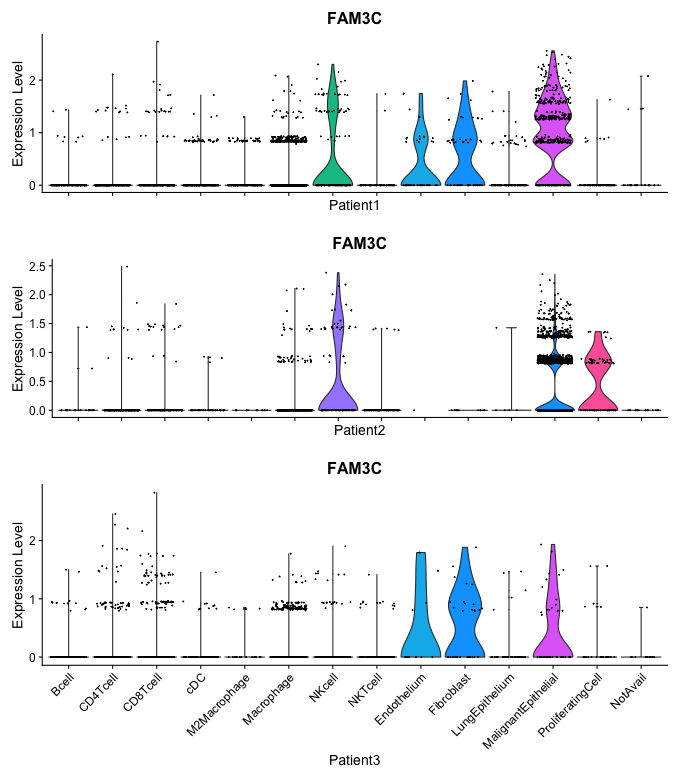 FAM3C
Expression Level
2
1
0
Patient1
FAM3C
Expression Level
2.5
2.0
1.5
1.0
0.5
0.0
Patient2
FAM3C
Expression Level
2
1
0
Bcell
CD4Tcell
CD8Tcell
cDC
M2Macrophage
Macrophage
NKcell
NKTcell
Endothelium
Fibroblast
LungEpithelium
MalignantEpithelial
ProliferatingCell
NotAvail
Patient3